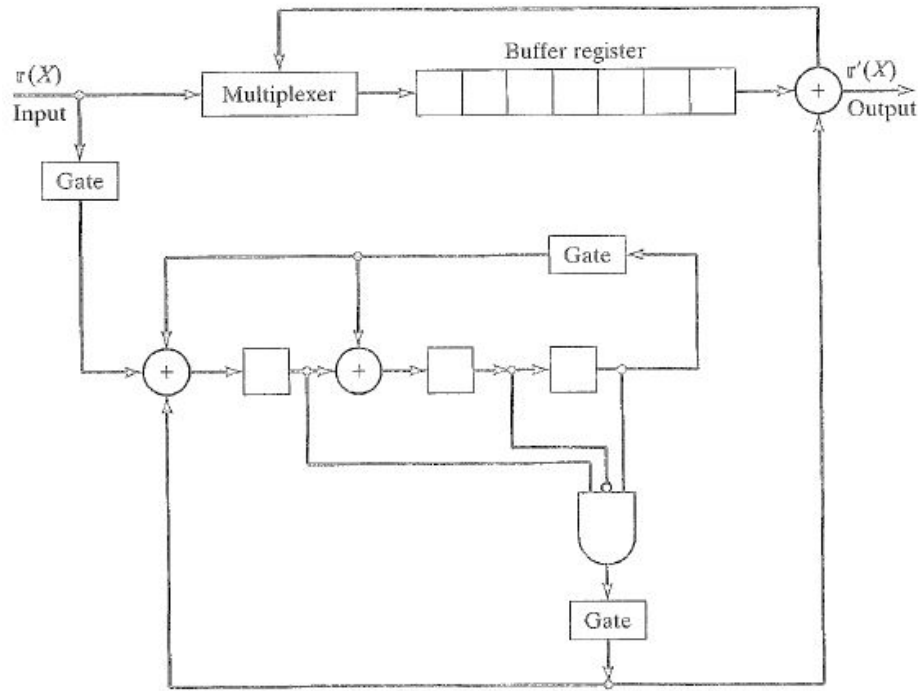 Buffer register
𝕣(X)
Input
Multiplexer
+
𝕣′(X)
Output
Gate
Gate
+
+
Gate